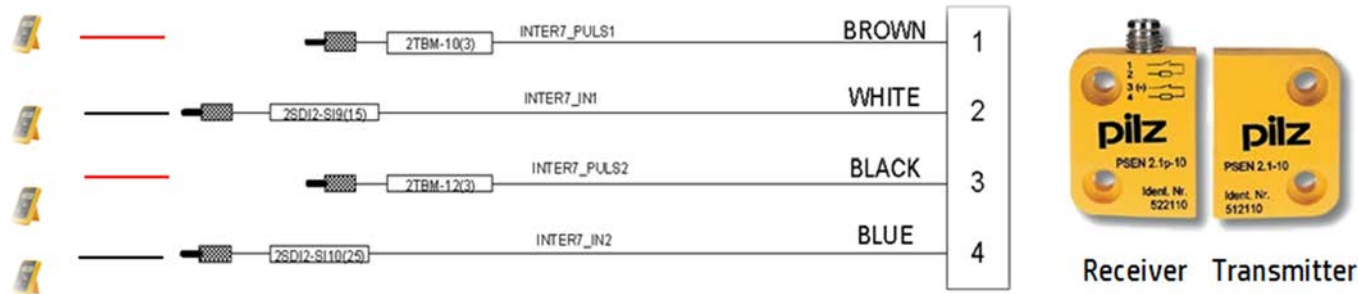 INTER7_PULS1 BROWN
2TBM-10(3)
1
INTER7_IN1 WHITE
2SDI2-SI9(15)
2
INTER7_PULS2 BLACK
2TBM-12(3)
3
INTER7_IN2 BLUE
2SDI2-SI10(25)
4
1
2
3 (+)
4
pilz
PSEN 2.1p-10
Ident. Nr.
522110
pilz
PSEN 2.1-10
Ident. Nr.
512110
Receiver Transmitter